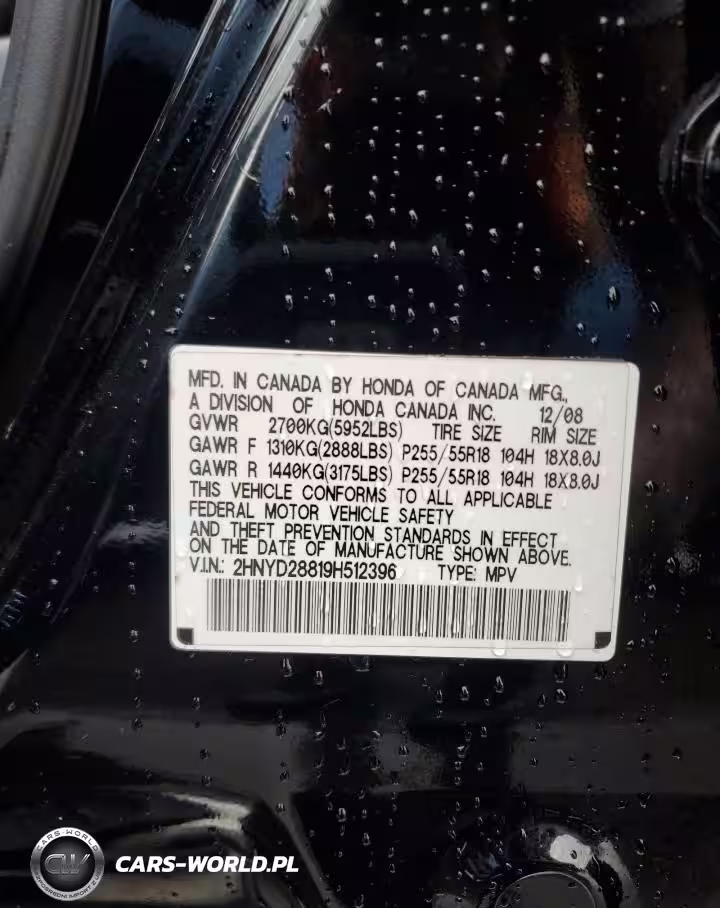 MFD. IN CANADA BY HONDA OF CANADA MFG.,
A DIVISION OF HONDA CANADA INC. 12/08
GVWR 2700KG(5952LBS) TIRE SIZE RIM SIZE
GAWR F 1310KG(2888LBS) P255/55R18 104H 18X8.0J
GAWR R 1440KG(3175LBS) P255/55R18 104H 18X8.0J
THIS VEHICLE CONFORMS TO ALL APPLICABLE
FEDERAL MOTOR VEHICLE SAFETY
AND THEFT PREVENTION STANDARDS IN EFFECT
ON THE DATE OF MANUFACTURE SHOWN ABOVE.
V.I.N.: 2HNYD28819H512396 TYPE: MPV
CARS-WORLD
CW
CARS-WORLD.PL